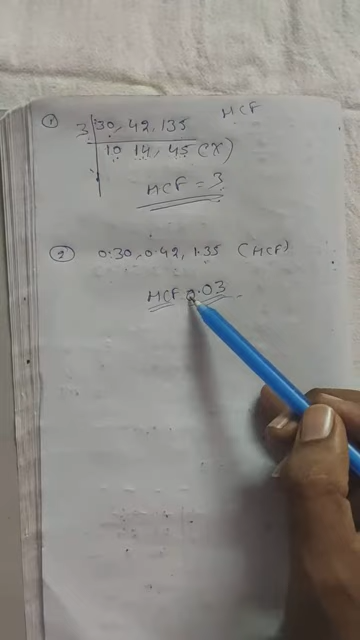 ① 30, 42, 135 HCF
3
10 14, 45 (X)
HCF = 3
② 0.30, 0.42, 1.35 (HCF)
HCF 0.03